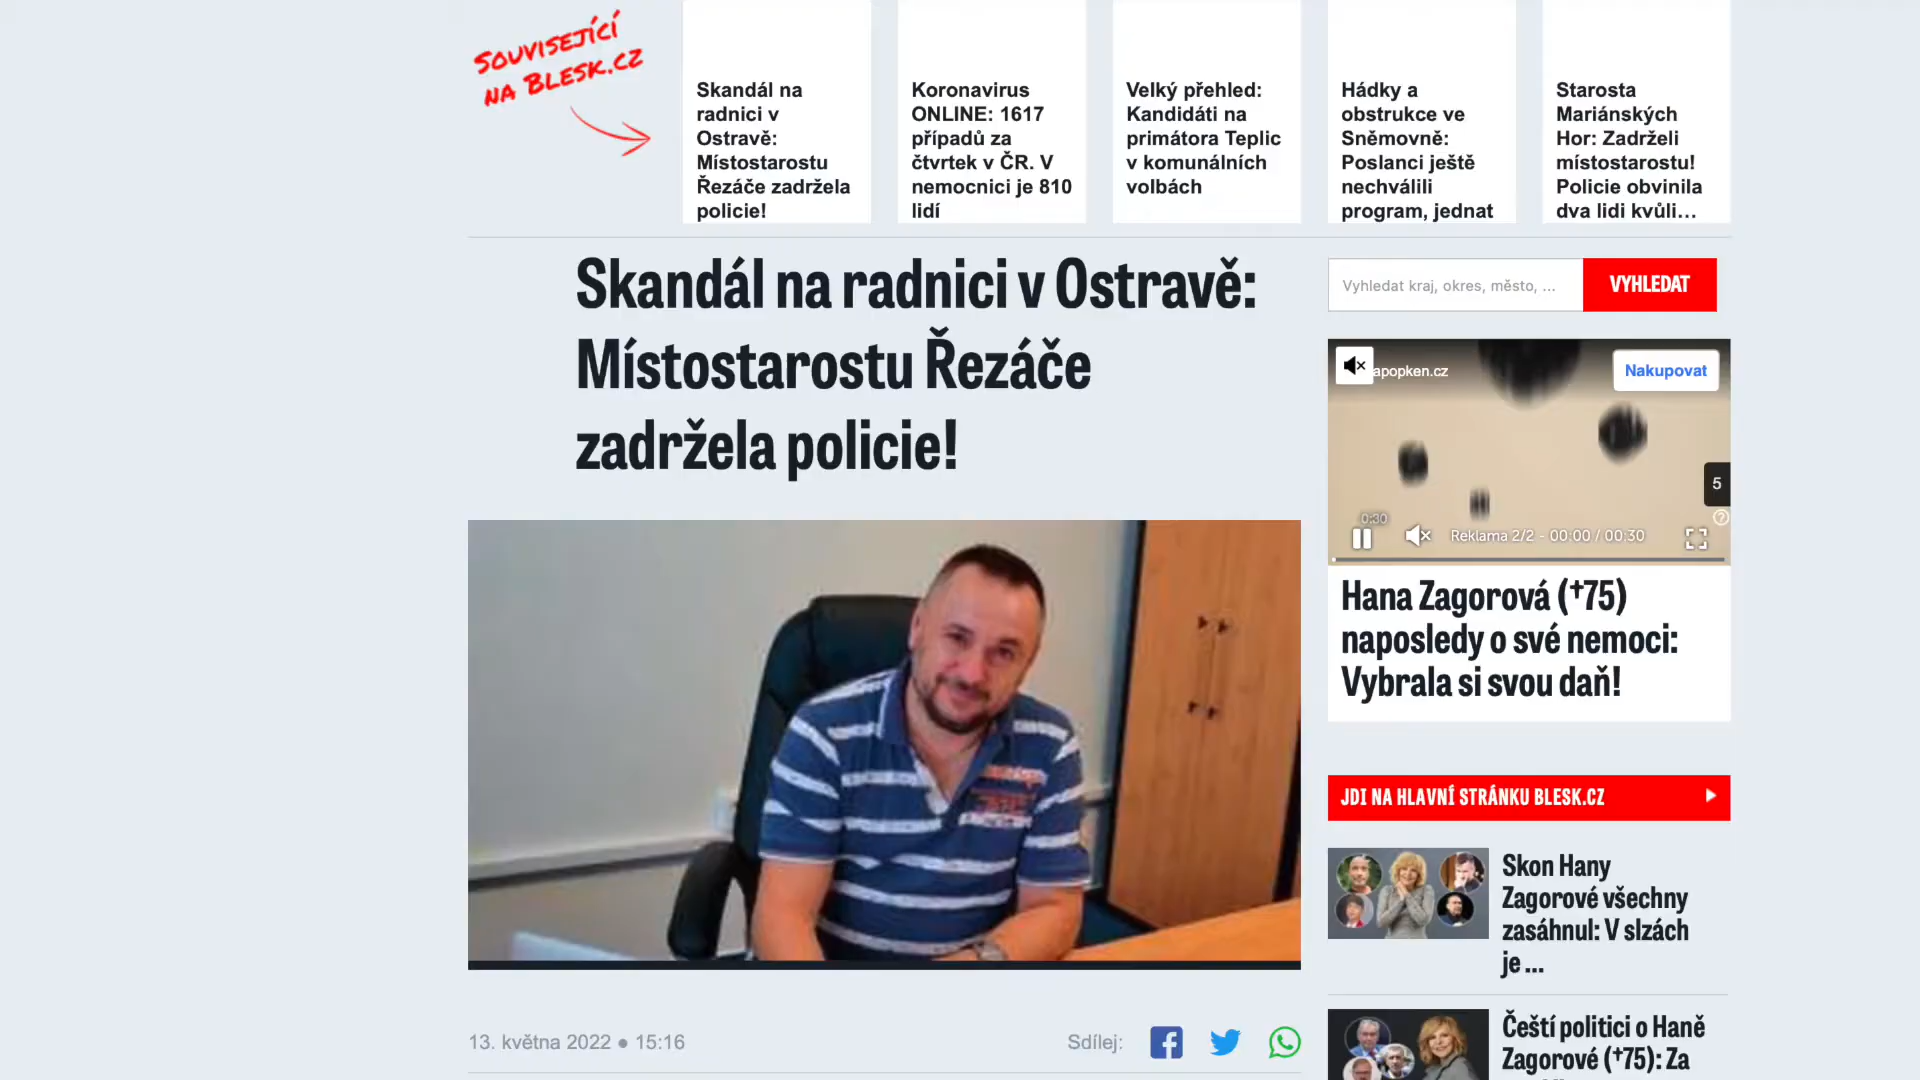 SOUVISEJÍCÍ
NA BLESK.CZ
Skandál na
radnici v
Ostravě:
Místostarostu
Řezáče zadržela
policie!
Koronavirus
ONLINE: 1617
případů za
čtvrtek v ČR. V
nemocnici je 810
lidí
Velký přehled:
Kandidáti na
primátora Teplic
v komunálních
volbách
Hádky a
obstrukce ve
Sněmovně:
Poslanci ještě
nechválili
program, jednat
Starosta
Mariánských
Hor: Zadrželi
místostarostu!
Policie obvinila
dva lidi kvůli...
Skandál na radnici v Ostravě:
Místostarostu Řezáče
zadržela policie!
Vyhledat kraj, okres, město, ...
VYHLEDAT
apopken.cz
Nakupovat
5
0:30
Reklama 2/2 - 00:00 / 00:30
Hana Zagorová (†75)
naposledy o své nemoci:
Vybrala si svou daň!
JDI NA HLAVNÍ STRÁNKU BLESK.CZ
Skon Hany
Zagorové všechny
zasáhnul: V slzách
je ...
13. května 2022 ● 15:16
Sdílej:
Čeští politici o Haně
Zagorové (†75): Za